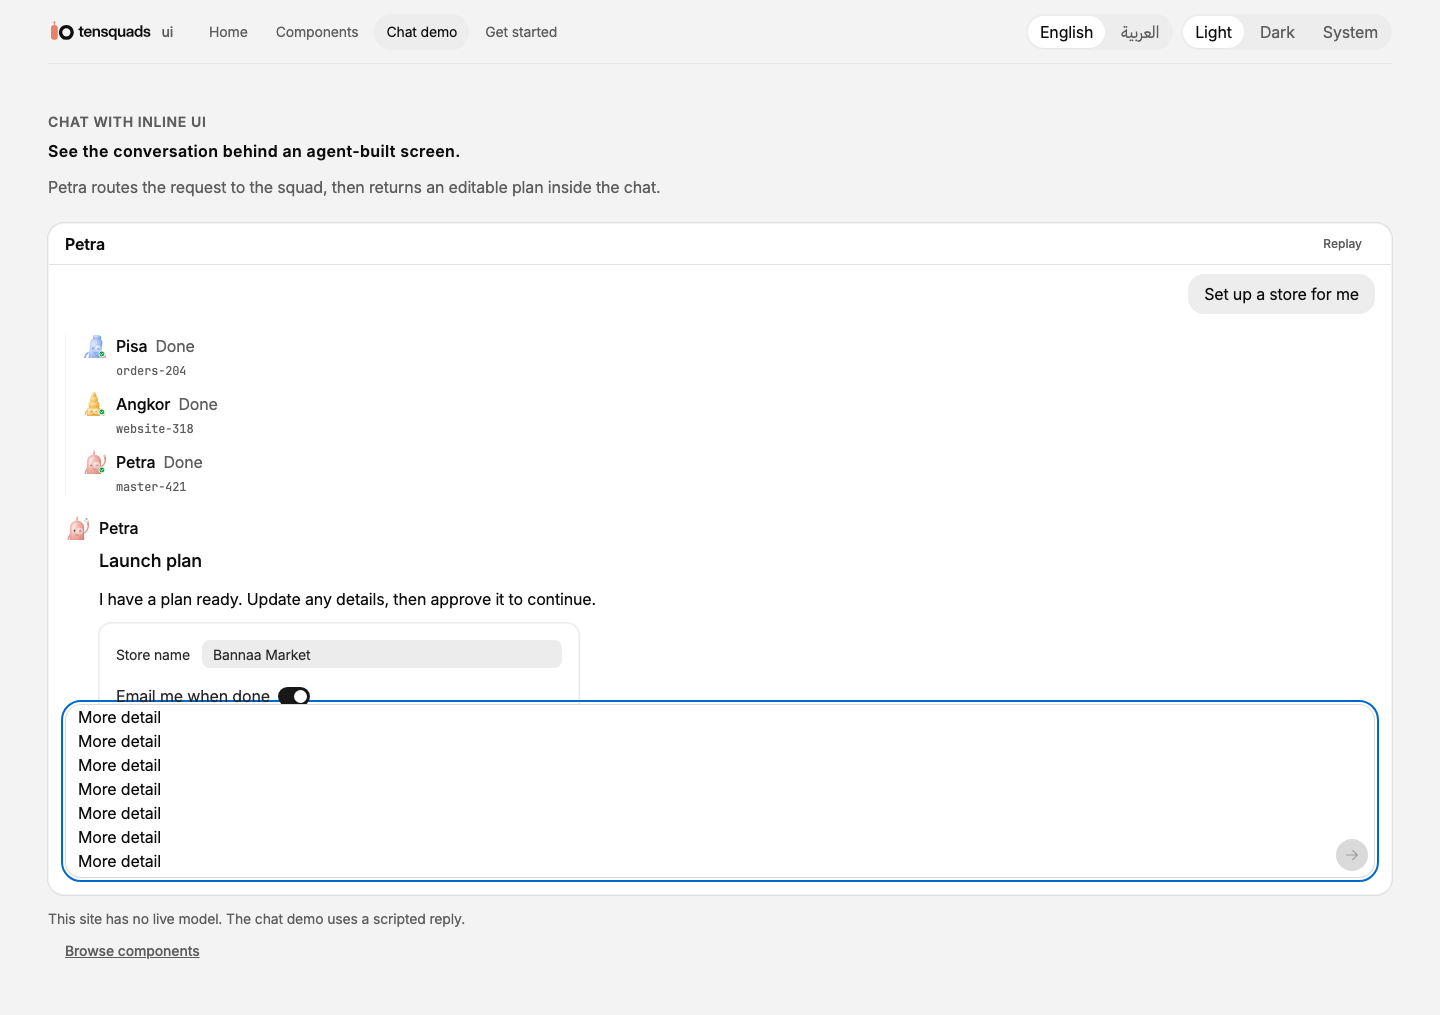 tensquads ui Home Components Chat demo Get started English العربية Light Dark System
CHAT WITH INLINE UI
See the conversation behind an agent-built screen.
Petra routes the request to the squad, then returns an editable plan inside the chat.
Petra Replay
Set up a store for me
Pisa Done
orders-204
Angkor Done
website-318
Petra Done
master-421
Petra
Launch plan
I have a plan ready. Update any details, then approve it to continue.
Store name Bannaa Market
Email me when done
More detail
More detail
More detail
More detail
More detail
More detail
More detail
This site has no live model. The chat demo uses a scripted reply.
Browse components